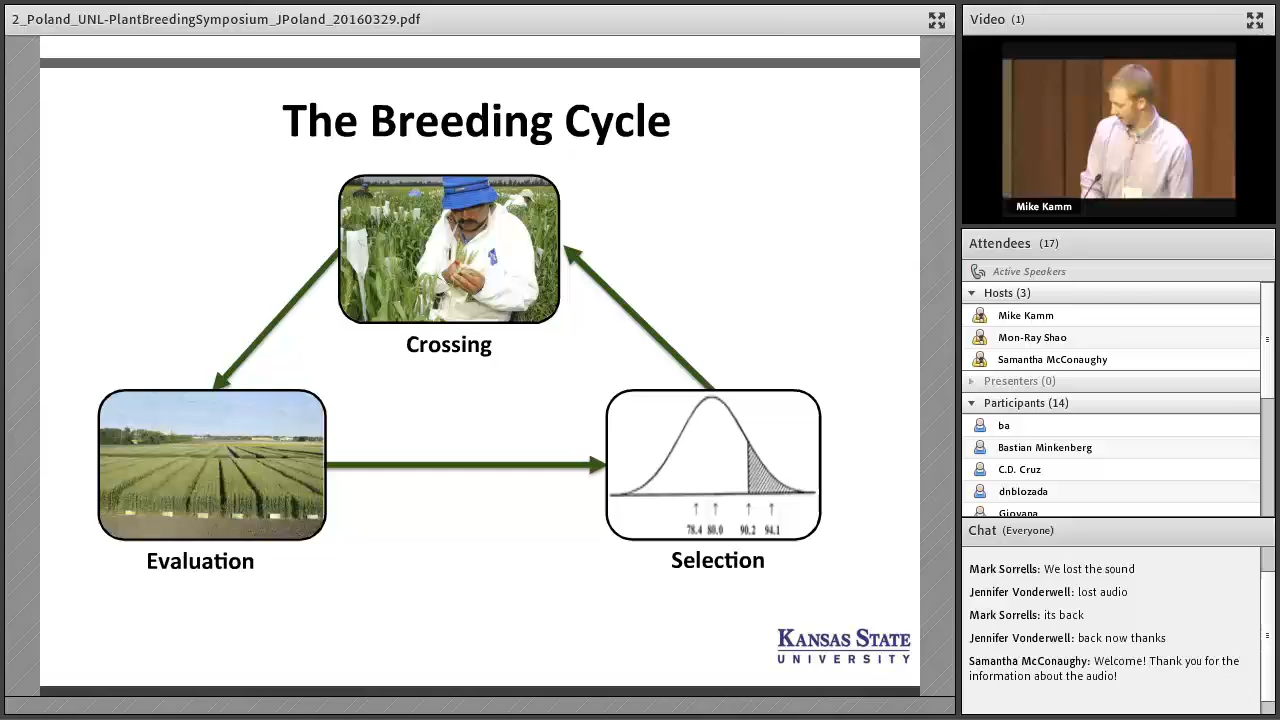 2_Poland_UNL-PlantBreedingSymposium_JPoland_20160329.pdf
The Breeding Cycle
Crossing
Evaluation
78.4 80.0 90.2 94.1
Selection
KANSAS STATE
UNIVERSITY
Video (1)
Mike Kamm
Attendees (17)
Active Speakers
Hosts (3)
Mike Kamm
Mon-Ray Shao
Samantha McConaughy
Presenters (0)
Participants (14)
ba
Bastian Minkenberg
C.D. Cruz
dnblozada
Giovana
Chat (Everyone)
Mark Sorrells: We lost the sound
Jennifer Vonderwell: lost audio
Mark Sorrells: its back
Jennifer Vonderwell: back now thanks
Samantha McConaughy: Welcome! Thank you for the
information about the audio!